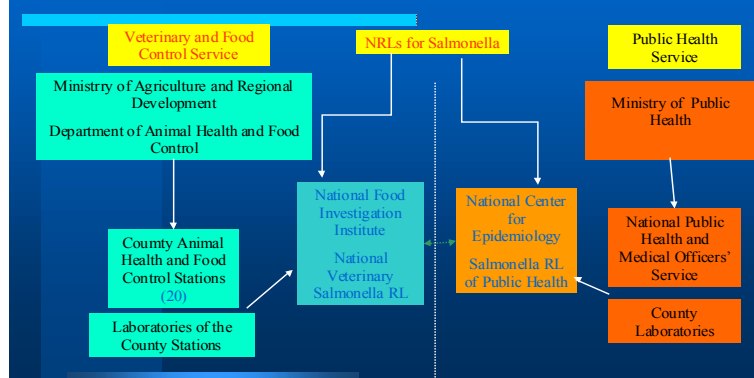 Veterinary and Food
Control Service
NRLs for Salmonella
Public Health
Service
Ministry of Agriculture and Regional
Development
Department of Animal Health and Food
Control
Ministry of Public
Health
National Food
Investigation
Institute
National
Veterinary
Salmonella RL
National Center
for
Epidemiology
Salmonella RL
of Public Health
National Public
Health and
Medical Officers'
Service
County Animal
Health and Food
Control Stations
(20)
Laboratories of the
County Stations
County
Laboratories